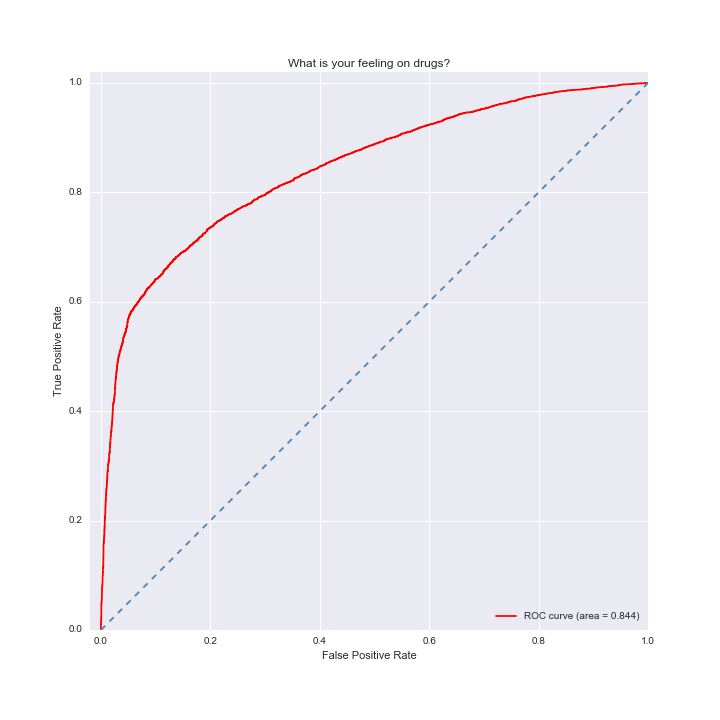 What is your feeling on drugs?
1.0
0.8
0.6
0.4
0.2
0.0
True Positive Rate
ROC curve (area = 0.844)
0.0 0.2 0.4 0.6 0.8 1.0
False Positive Rate